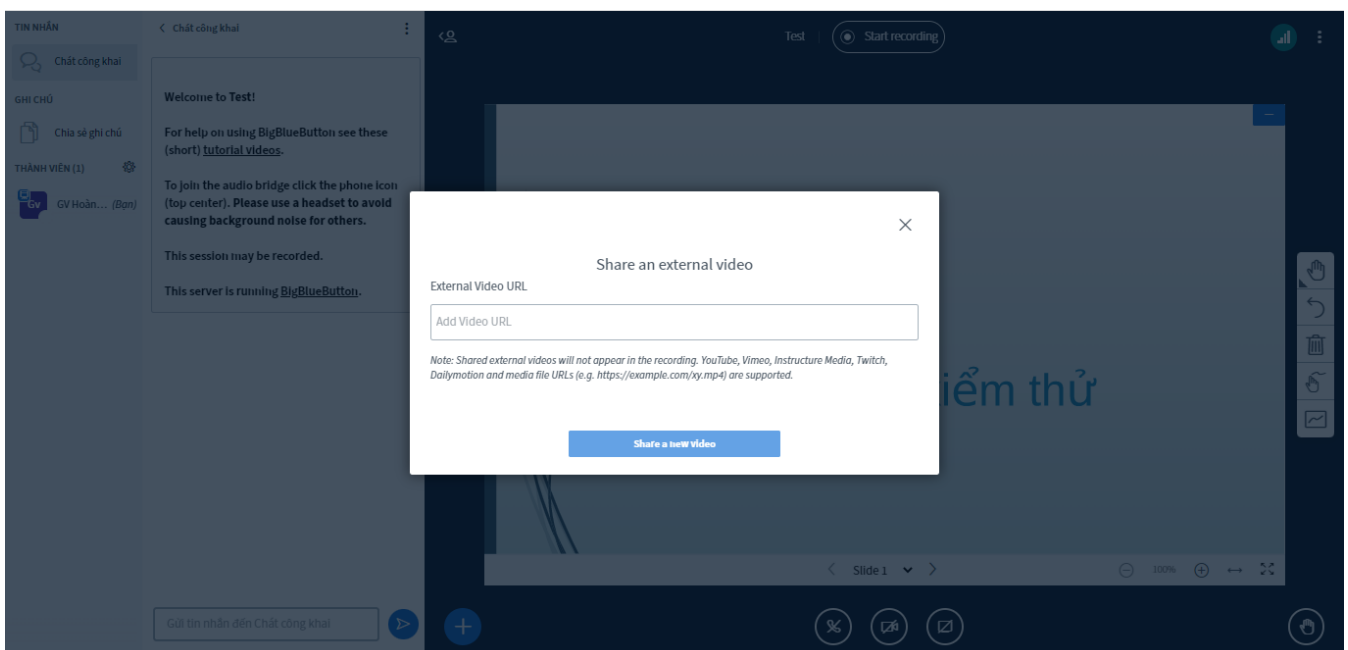 TIN NHẮN
Chát công khai
GHI CHÚ
Chia sẻ ghi chú
THÀNH VIÊN (1)
Gv
GV Hoàn... (Bạn)
Chát công khai
Welcome to Test!
For help on using BigBlueButton see these
(short) tutorial videos.
To join the audio bridge click the phone icon
(top center). Please use a headset to avoid
causing background noise for others.
This session may be recorded.
This server is running BigBlueButton.
Gửi tin nhắn đến Chát công khai
Test
Start recording
Share an external video
External Video URL
Add Video URL
Note: Shared external videos will not appear in the recording. YouTube, Vimeo, Instructure Media, Twitch,
Dailymotion and media file URLs (e.g. https://example.com/xy.mp4) are supported.
Share a new video
iểm thử
Slide 1
100%